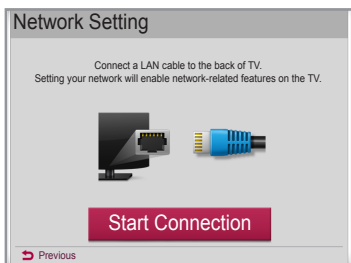 Network Setting
Connect a LAN cable to the back of TV.
Setting your network will enable network-related features on the TV.
Start Connection
Previous